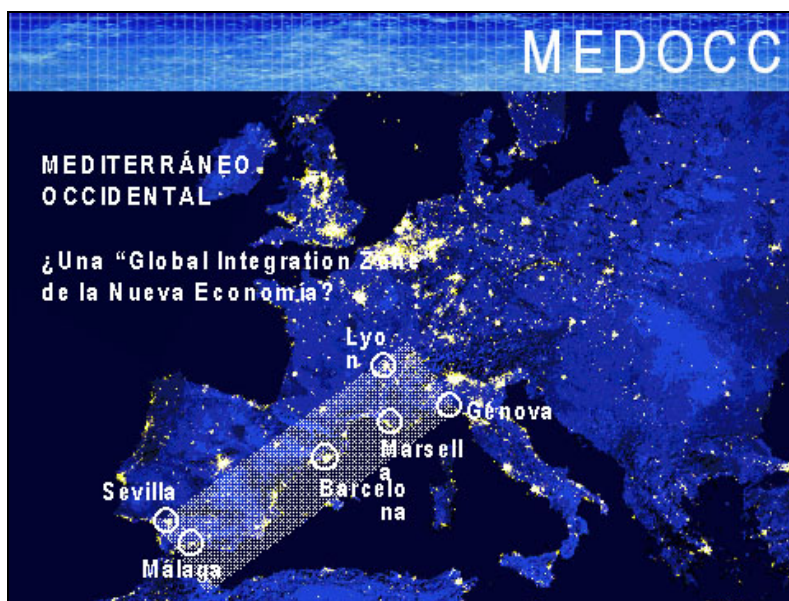 MEDOCC
MEDITERRÁNEO
OCCIDENTAL
¿Una “Global Integration Zone”
de la Nueva Economía?
Lyo
n
Génova
Marsell
a
Barcelo
na
Sevilla
Málaga